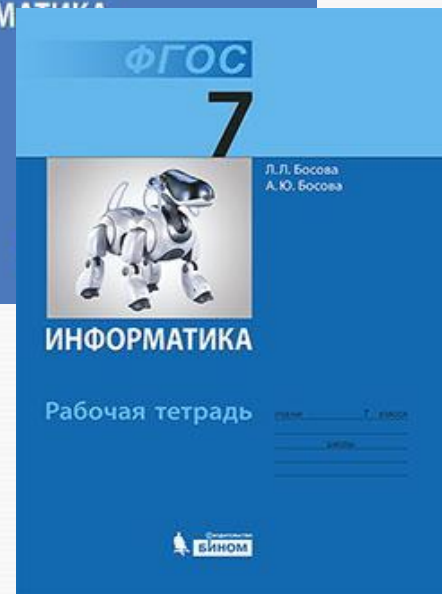 МАТИКА
ФГОС
7
Л.Л. Босова
А.Ю. Босова
ИНФОРМАТИКА
Рабочая тетрадь
7 класса
школы
БИНОМ